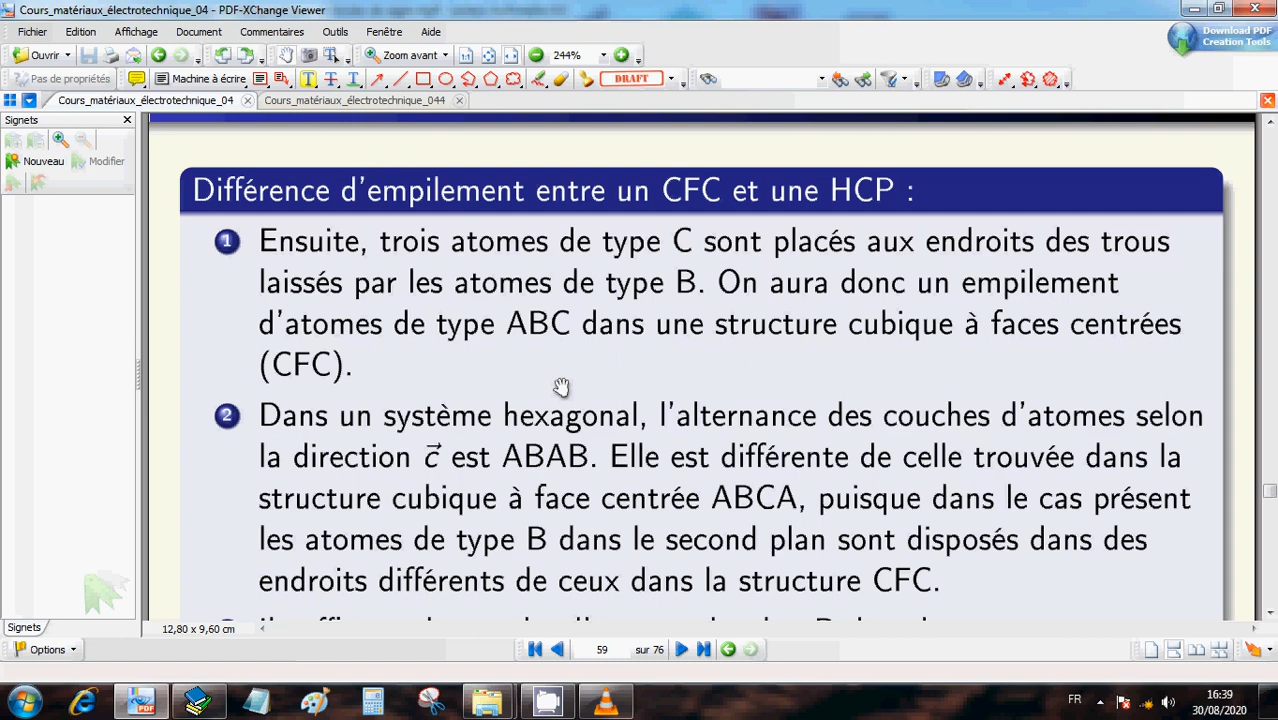 Cours_matériaux_électrotechnique_04 - PDF-XChange Viewer
Fichier Edition Affichage Document Commentaires Outils Fenêtre Aide
Download PDF
Creation Tools
Ouvrir Zoom avant 244%
Pas de propriétés Machine à écrire DRAFT
Cours_matériaux_électrotechnique_04 Cours_matériaux_électrotechnique_044
Signets
Nouveau Modifier
Différence d'empilement entre un CFC et une HCP :
1 Ensuite, trois atomes de type C sont placés aux endroits des trous
laissés par les atomes de type B. On aura donc un empilement
d'atomes de type ABC dans une structure cubique à faces centrées
(CFC).
2 Dans un système hexagonal, l'alternance des couches d'atomes selon
la direction c⃗ est ABAB. Elle est différente de celle trouvée dans la
structure cubique à face centrée ABCA, puisque dans le cas présent
les atomes de type B dans le second plan sont disposés dans des
endroits différents de ceux dans la structure CFC.
Signets
12,80 x 9,60 cm
Options 59 sur 76
FR 16:39
30/08/2020